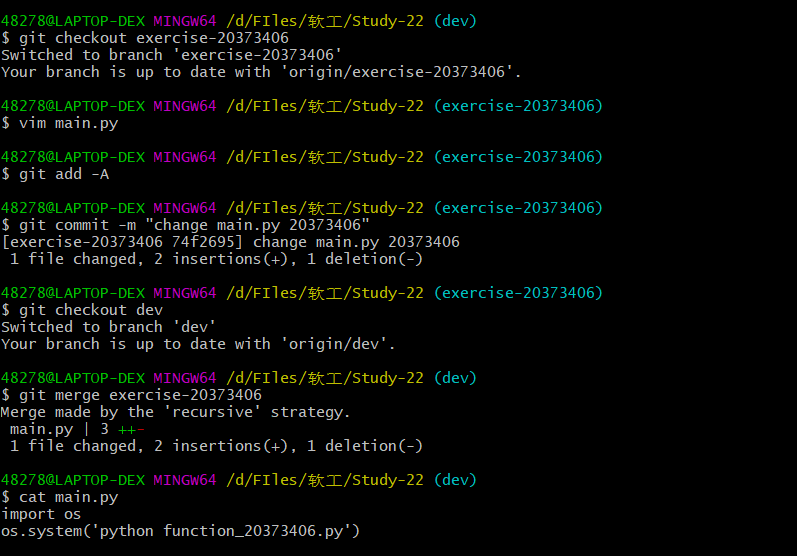 48278@LAPTOP-DEX MINGW64 /d/FIles/软工/Study-22 (dev)
$ git checkout exercise-20373406
Switched to branch 'exercise-20373406'
Your branch is up to date with 'origin/exercise-20373406'.
48278@LAPTOP-DEX MINGW64 /d/FIles/软工/Study-22 (exercise-20373406)
$ vim main.py
48278@LAPTOP-DEX MINGW64 /d/FIles/软工/Study-22 (exercise-20373406)
$ git add -A
48278@LAPTOP-DEX MINGW64 /d/FIles/软工/Study-22 (exercise-20373406)
$ git commit -m "change main.py 20373406"
[exercise-20373406 74f2695] change main.py 20373406
 1 file changed, 2 insertions(+), 1 deletion(-)
48278@LAPTOP-DEX MINGW64 /d/FIles/软工/Study-22 (exercise-20373406)
$ git checkout dev
Switched to branch 'dev'
Your branch is up to date with 'origin/dev'.
48278@LAPTOP-DEX MINGW64 /d/FIles/软工/Study-22 (dev)
$ git merge exercise-20373406
Merge made by the 'recursive' strategy.
 main.py | 3 ++-
 1 file changed, 2 insertions(+), 1 deletion(-)
48278@LAPTOP-DEX MINGW64 /d/FIles/软工/Study-22 (dev)
$ cat main.py
import os
os.system('python function_20373406.py')